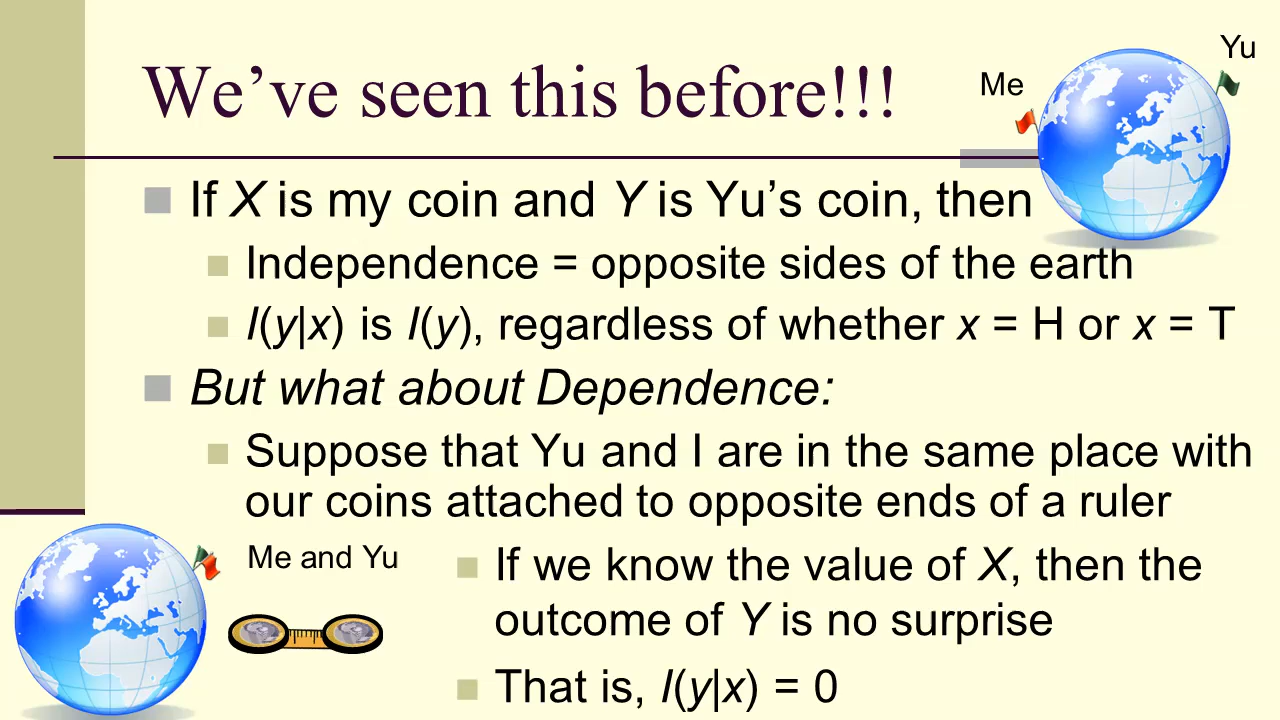 We’ve seen this before!!!
Me
Yu
If X is my coin and Y is Yu’s coin, then
Independence = opposite sides of the earth
I(y|x) is I(y), regardless of whether x = H or x = T
But what about Dependence:
Suppose that Yu and I are in the same place with
our coins attached to opposite ends of a ruler
Me and Yu
If we know the value of X, then the
outcome of Y is no surprise
That is, I(y|x) = 0